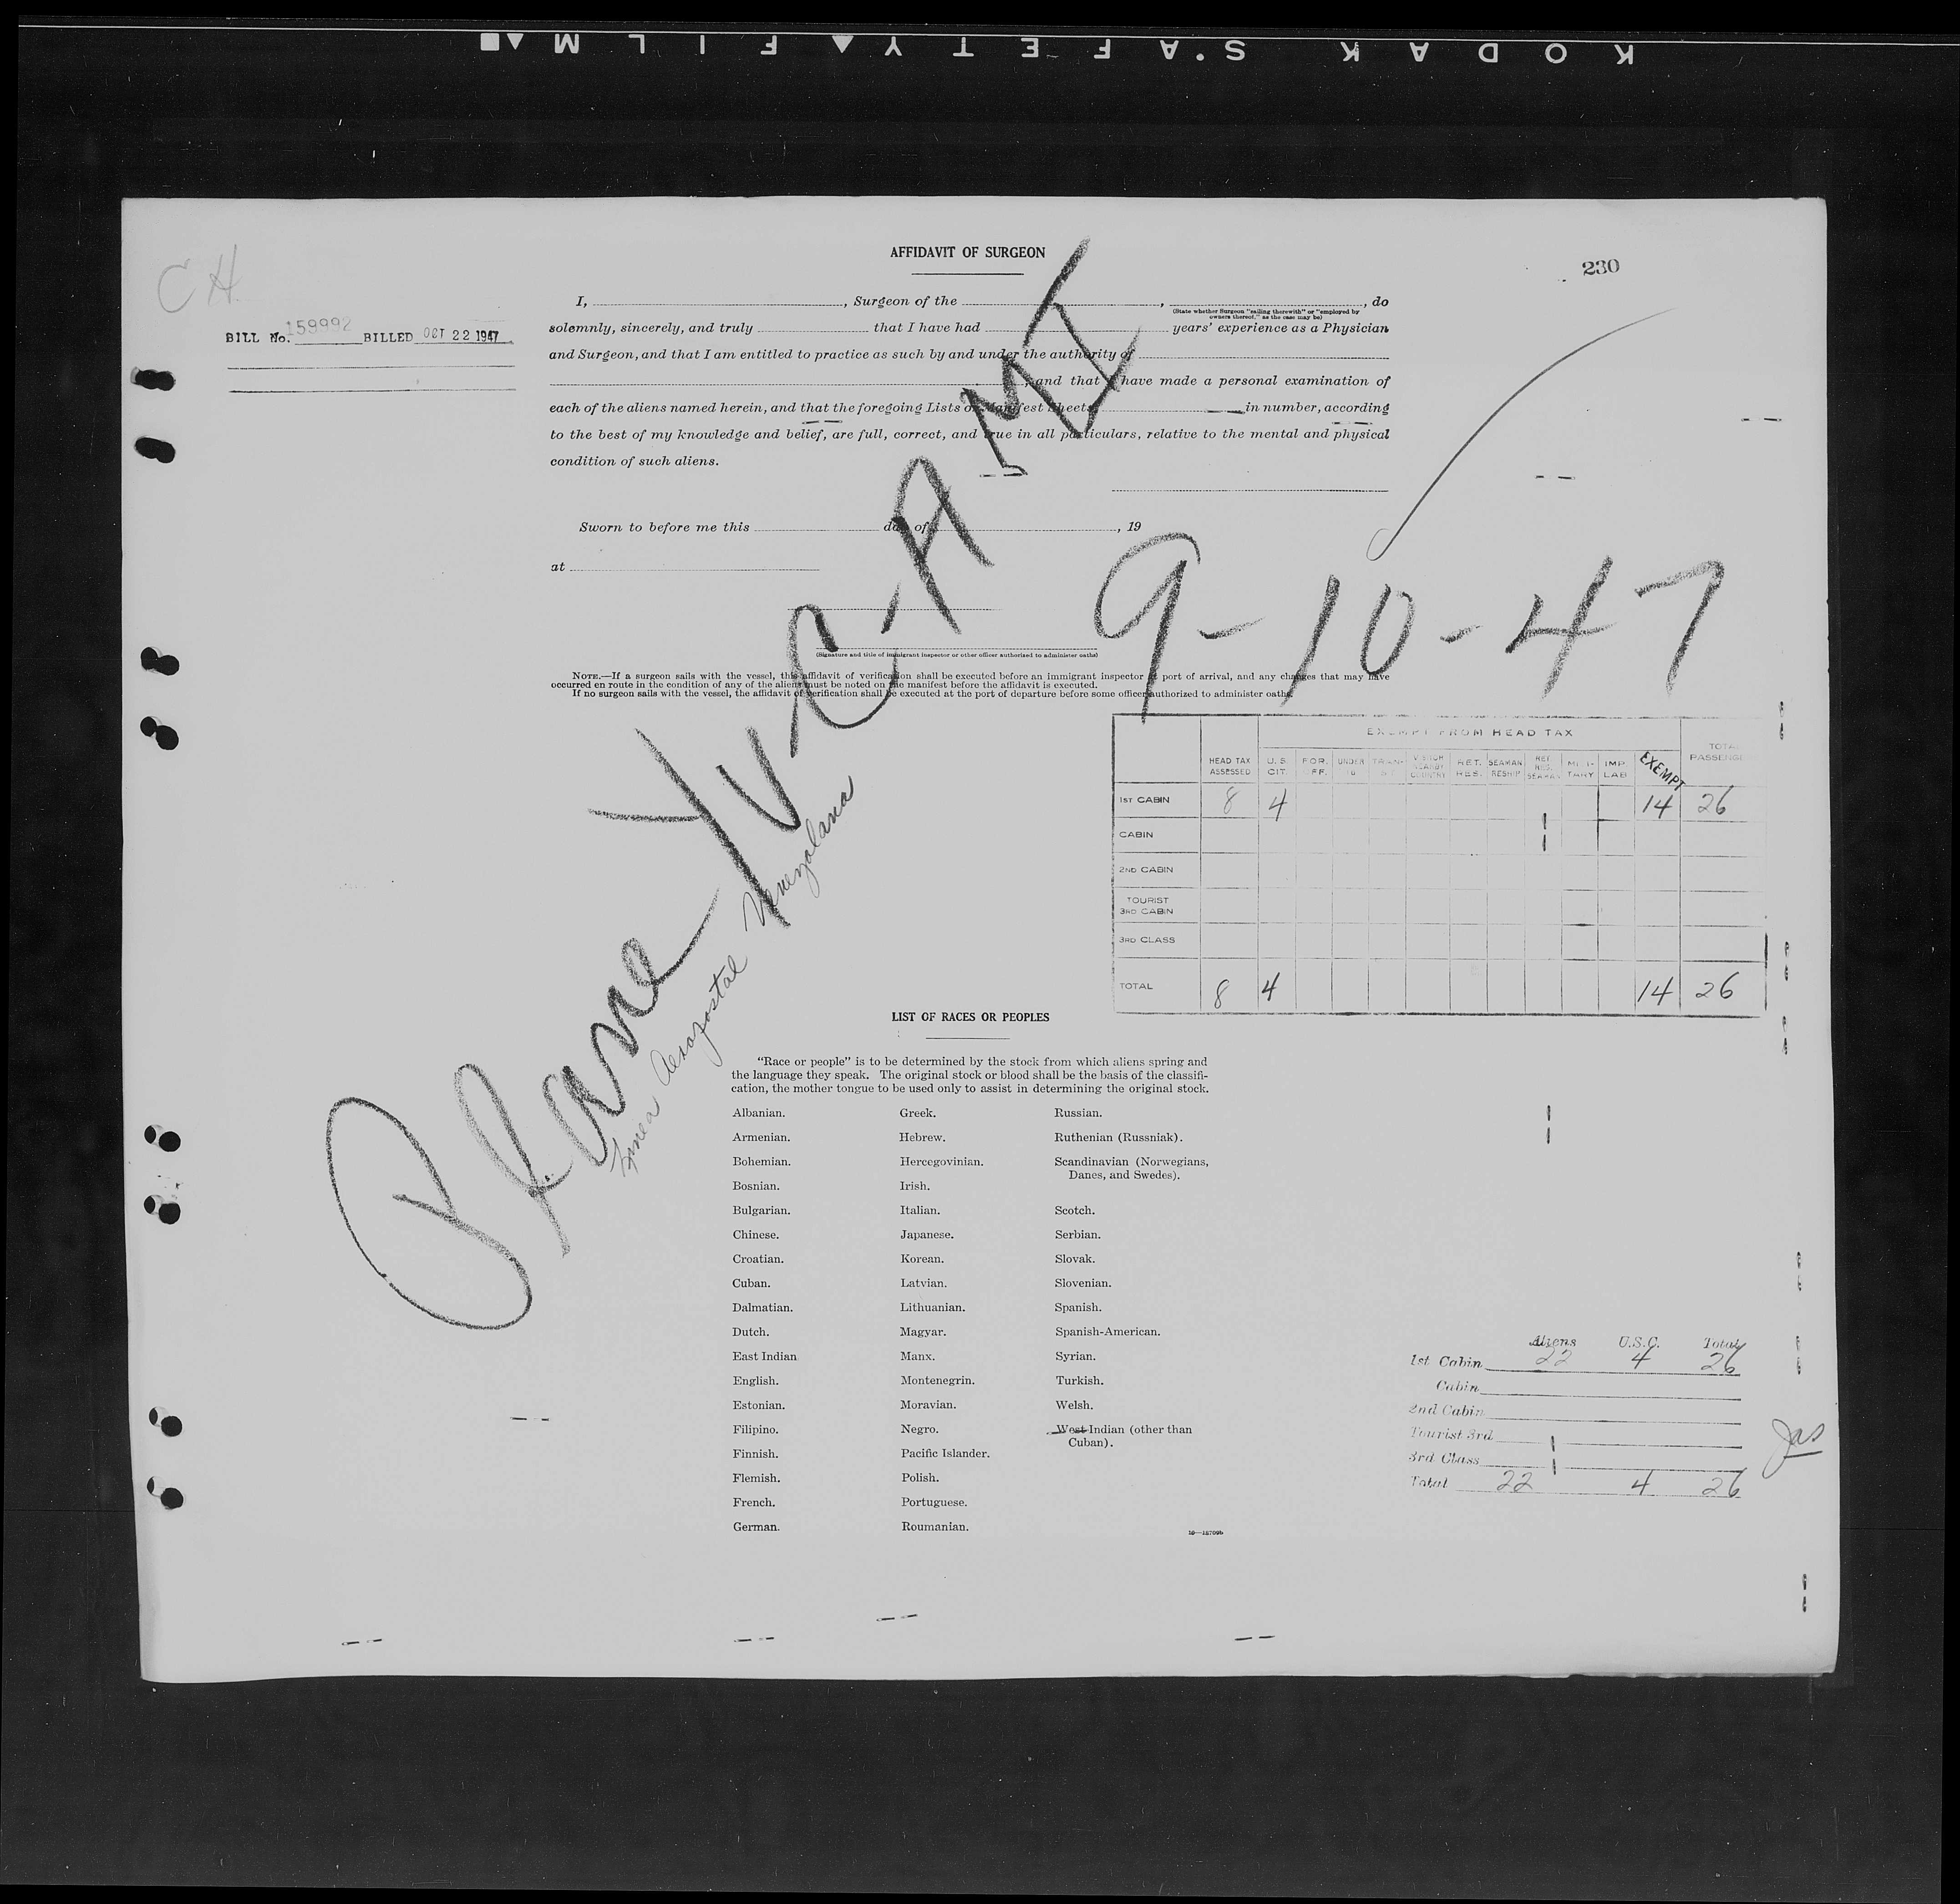 KODAK S'AFETY FILM
C H
AFFIDAVIT OF SURGEON
230
BILL No. 159992 BILLED OCT 22 1947
I, , Surgeon of the , , do
(State whether Surgeon "sailing therewith" or "employed by
owners thereof," as the case may be)
solemnly, sincerely, and truly that I have had years' experience as a Physician
and Surgeon, and that I am entitled to practice as such by and under the authority of
, and that I have made a personal examination of
each of the aliens named herein, and that the foregoing Lists or Manifest Sheets, in number, according
to the best of my knowledge and belief, are full, correct, and true in all particulars, relative to the mental and physical
condition of such aliens.
Sworn to before me this day of , 19
at
(Signature and title of immigrant inspector or other officer authorized to administer oaths)
Plane YVC-AMI
Linea Aeropostal Venezolana
9-10-47
NOTE.—If a surgeon sails with the vessel, this affidavit of verification shall be executed before an immigrant inspector at port of arrival, and any changes that may have
occurred en route in the condition of any of the aliens must be noted on the manifest before the affidavit is executed.
If no surgeon sails with the vessel, the affidavit of verification shall be executed at the port of departure before some officer authorized to administer oaths.
EXEMPT FROM HEAD TAX
HEAD TAX ASSESSED U.S. CIT. FOR. OFF. UNDER 16 TRANSIT VISITOR NEARBY COUNTRY RET. RES. SEAMAN RESHIP RET. RES. SEAMAN MILITARY IMP. LAB EXEMPT TOTAL PASSENGE
1ST CABIN 8 4 14 26
CABIN
2ND CABIN
TOURIST
3RD CABIN
3RD CLASS
TOTAL 8 4 14 26
LIST OF RACES OR PEOPLES
"Race or people" is to be determined by the stock from which aliens spring and
the language they speak. The original stock or blood shall be the basis of the classifi-
cation, the mother tongue to be used only to assist in determining the original stock.
Albanian. Greek. Russian.
Armenian. Hebrew. Ruthenian (Russniak).
Bohemian. Hercegovinian. Scandinavian (Norwegians,
Danes, and Swedes).
Bosnian. Irish.
Bulgarian. Italian. Scotch.
Chinese. Japanese. Serbian.
Croatian. Korean. Slovak.
Cuban. Latvian. Slovenian.
Dalmatian. Lithuanian. Spanish.
Dutch. Magyar. Spanish-American.
East Indian Manx. Syrian.
English. Montenegrin. Turkish.
Estonian. Moravian. Welsh.
Filipino. Negro. West Indian (other than
Cuban).
Finnish. Pacific Islander.
Flemish. Polish.
French. Portuguese.
German. Roumanian.
10—15709b
Aliens U.S.C. Total
1st Cabin 22 4 26
Cabin
2nd Cabin
Tourist 3rd
3rd Class
Total 22 4 26
Jas